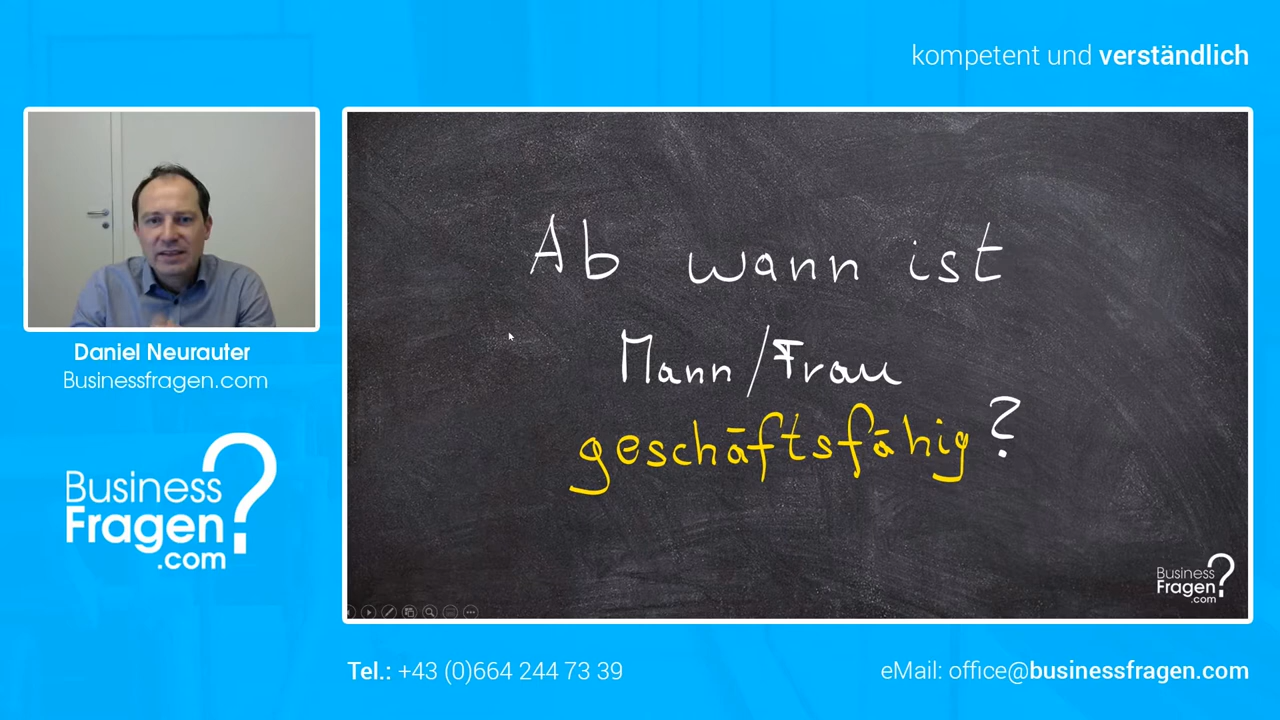 kompetent und verständlich
Ab wann ist
Mann/Frau
geschäftsfähig?
Daniel Neurauter
Businessfragen.com
Business
Fragen?
.com
Business
Fragen?
.com
Tel.: +43 (0)664 244 73 39
eMail: office@businessfragen.com